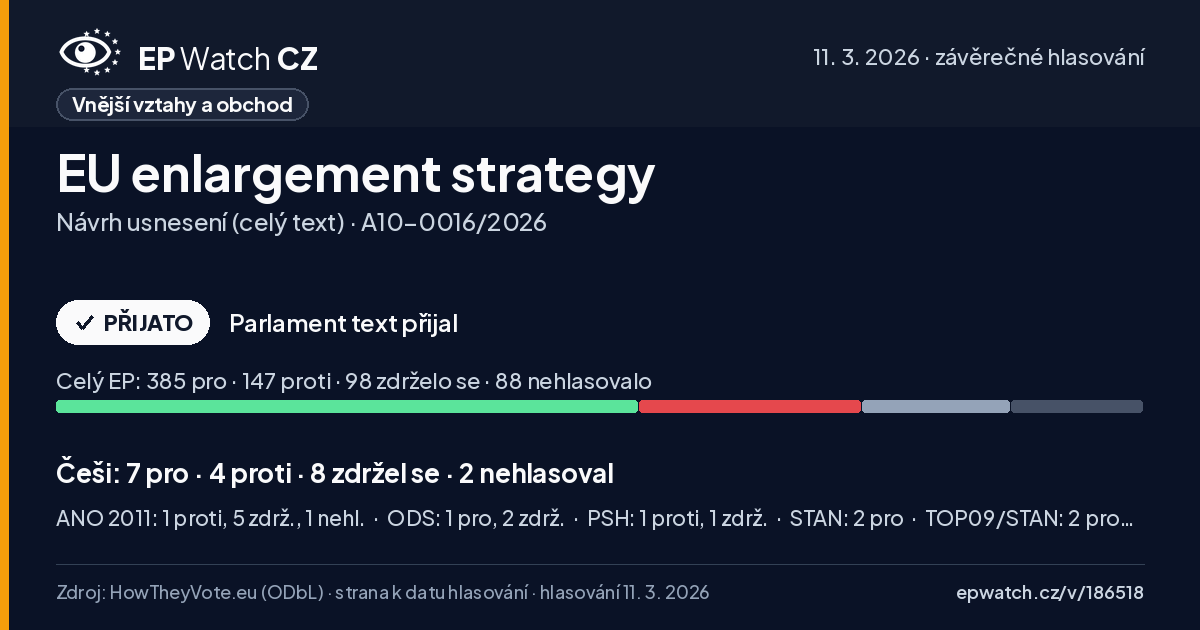 EP Watch CZ
11. 3. 2026 · závěrečné hlasování
Vnější vztahy a obchod
EU enlargement strategy
Návrh usnesení (celý text) · A10–0016/2026
✓ PŘIJATO
Parlament text přijal
Celý EP: 385 pro · 147 proti · 98 zdrželo se · 88 nehlasovalo
Češi: 7 pro · 4 proti · 8 zdržel se · 2 nehlasoval
ANO 2011: 1 proti, 5 zdrž., 1 nehl. · ODS: 1 pro, 2 zdrž. · PSH: 1 proti, 1 zdrž. · STAN: 2 pro · TOP09/STAN: 2 pro…
Zdroj: HowTheyVote.eu (ODbL) · strana k datu hlasování · hlasování 11. 3. 2026
epwatch.cz/v/186518